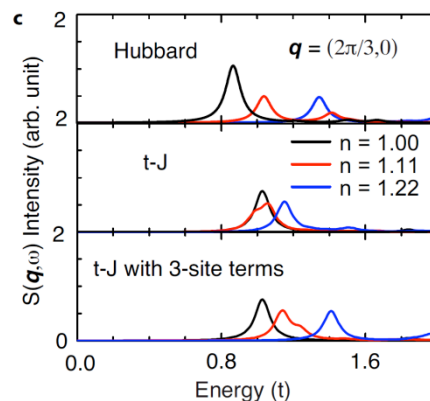 c
2
Hubbard
q = (2π/3,0)
2
t-J
n = 1.00
n = 1.11
n = 1.22
2
t-J with 3-site terms
0
0.0
0.8
1.6
Energy (t)
S(q,ω) Intensity (arb. unit)